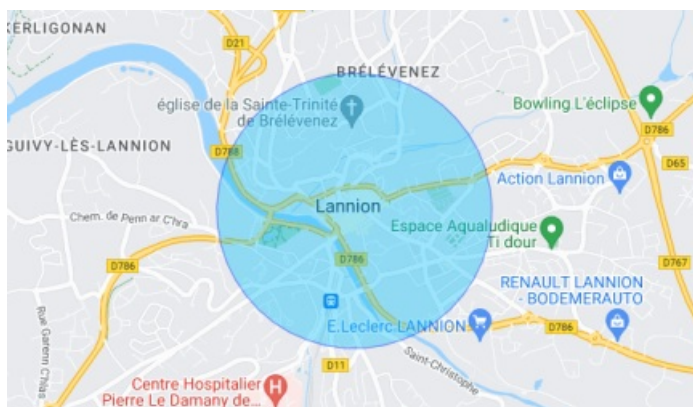 KERLIGONAN
D21
BRÉLÉVENEZ
église de la Sainte-Trinité
de Brélévenez
Bowling L'éclipse
D786
GUIVY-LÈS-LANNION
D788
D65
Action Lannion
Lannion
Chem. de Penn ar C'hra
Espace Aqualudique
Ti dour
D786
D786
D767
RENAULT LANNION
- BODEMERAUTO
Rue Garenn C'hlas
E.Leclerc LANNION
D786
D11
Saint-Christophe
Centre Hospitalier
Pierre Le Damany de...